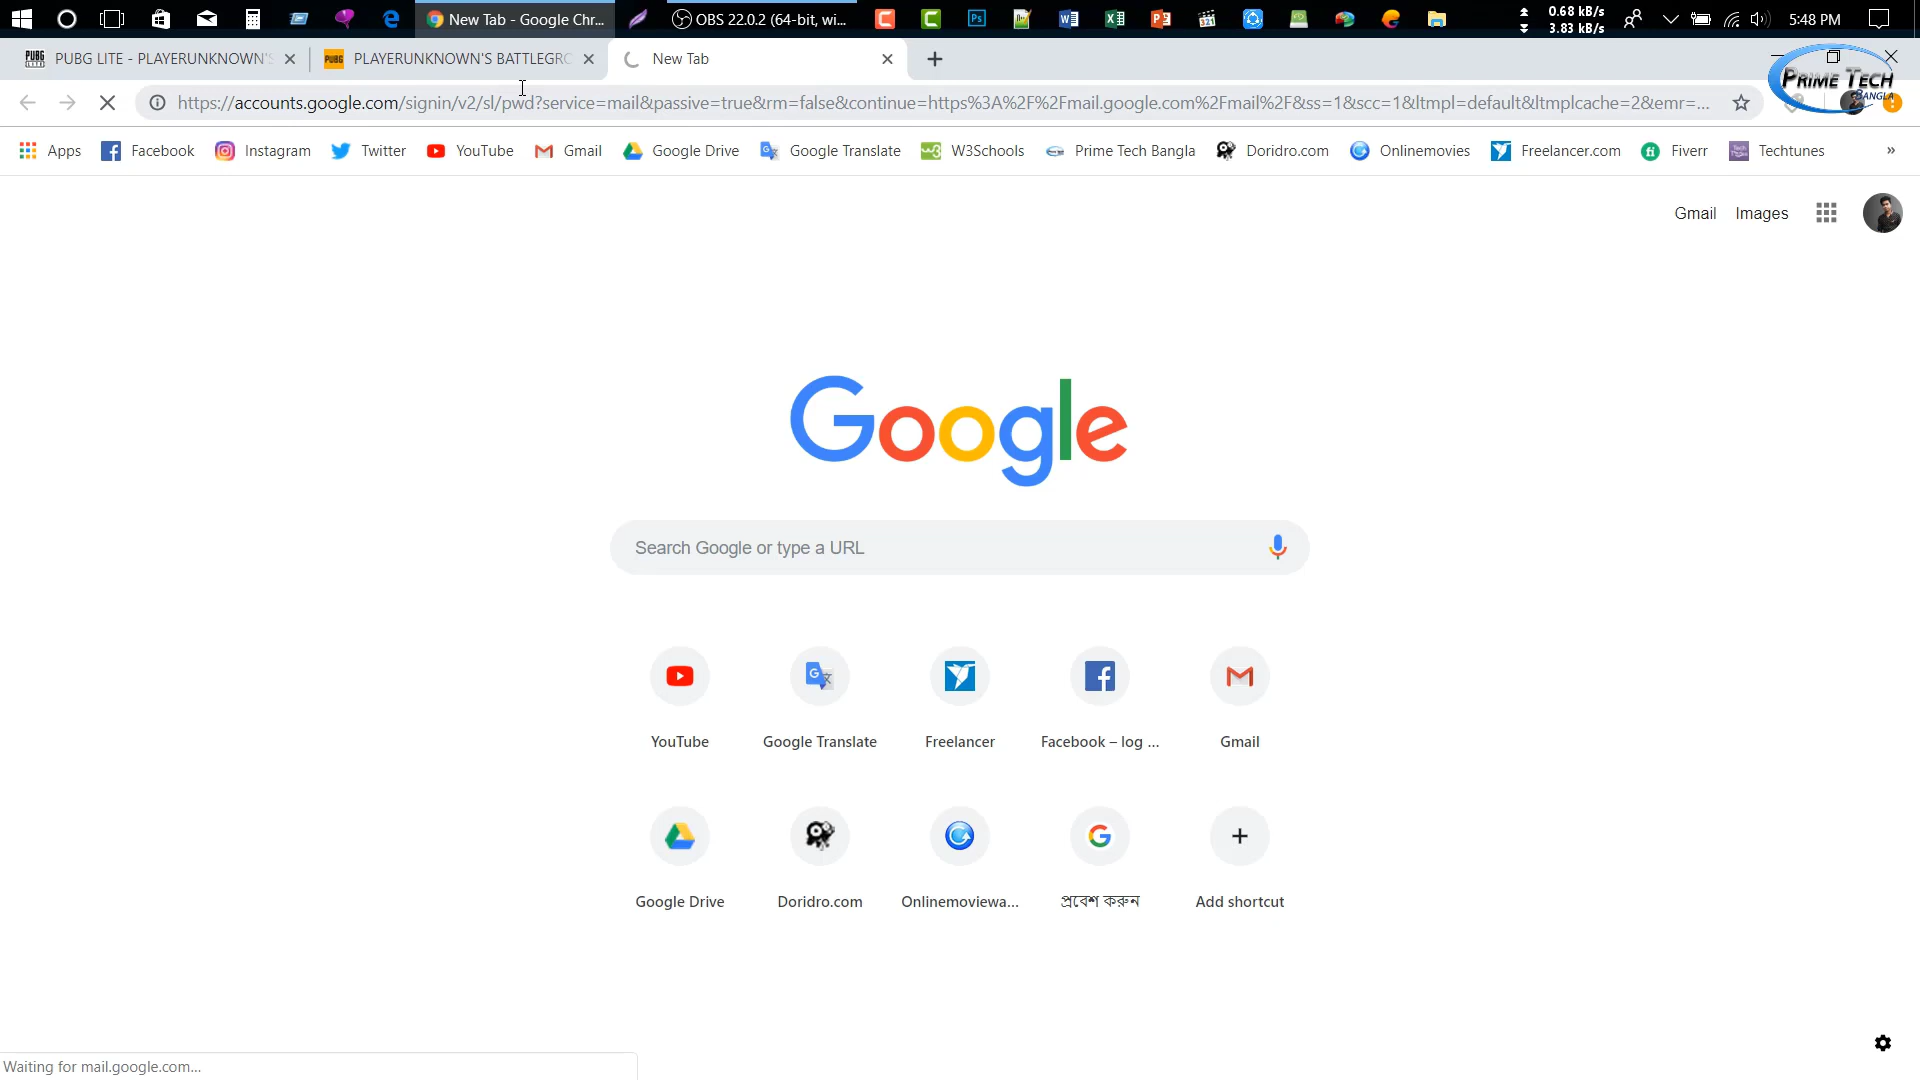 New Tab - Google Chr...
OBS 22.0.2 (64-bit, wi...
0.68 kB/s
3.83 kB/s
5:48 PM
PUBG LITE - PLAYERUNKNOWN'S
PUBG PLAYERUNKNOWN'S BATTLEGRO
New Tab
PRIME TECH
BANGLA
https://accounts.google.com/signin/v2/sl/pwd?service=mail&passive=true&rm=false&continue=https%3A%2F%2Fmail.google.com%2Fmail%2F&ss=1&scc=1&ltmpl=default&ltmplcache=2&emr=...
Apps Facebook Instagram Twitter YouTube Gmail Google Drive Google Translate W3Schools Prime Tech Bangla Doridro.com Onlinemovies Freelancer.com Fiverr Techtunes »
Gmail Images
Google
Search Google or type a URL
YouTube Google Translate Freelancer Facebook – log ... Gmail
Google Drive Doridro.com Onlinemoviewa... প্রবেশ করুন Add shortcut
Waiting for mail.google.com...